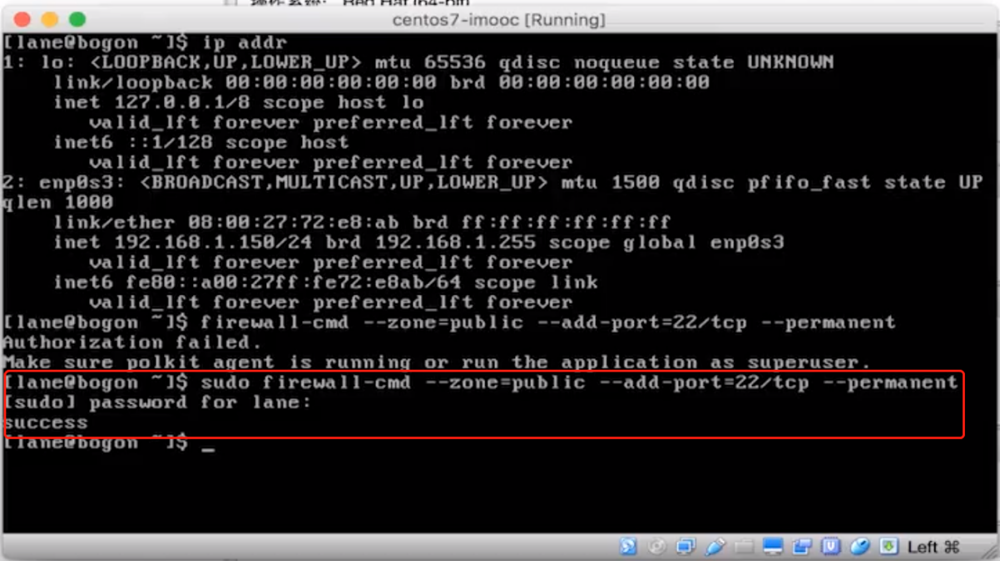 操作系统: Red Hat (64-bit)
centos7-imooc [Running]
[lane@bogon ~]$ ip addr
1: lo: <LOOPBACK,UP,LOWER_UP> mtu 65536 qdisc noqueue state UNKNOWN
link/loopback 00:00:00:00:00:00 brd 00:00:00:00:00:00
inet 127.0.0.1/8 scope host lo
valid_lft forever preferred_lft forever
inet6 ::1/128 scope host
valid_lft forever preferred_lft forever
2: enp0s3: <BROADCAST,MULTICAST,UP,LOWER_UP> mtu 1500 qdisc pfifo_fast state UP
qlen 1000
link/ether 08:00:27:72:e8:ab brd ff:ff:ff:ff:ff:ff
inet 192.168.1.150/24 brd 192.168.1.255 scope global enp0s3
valid_lft forever preferred_lft forever
inet6 fe80::a00:27ff:fe72:e8ab/64 scope link
valid_lft forever preferred_lft forever
[lane@bogon ~]$ firewall-cmd --zone=public --add-port=22/tcp --permanent
Authorization failed.
Make sure polkit agent is running or run the application as superuser.
[lane@bogon ~]$ sudo firewall-cmd --zone=public --add-port=22/tcp --permanent
[sudo] password for lane:
success
[lane@bogon ~]$ _
Left ⌘